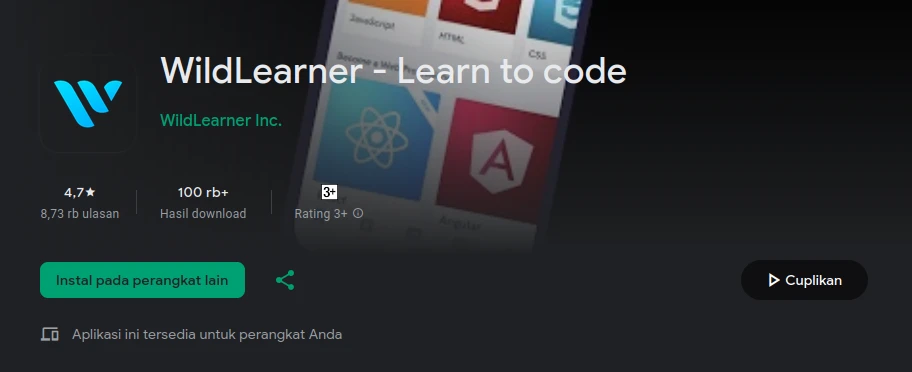 JavaScript
HTML
CSS
WildLearner - Learn to code
WildLearner Inc.
4,7★
8,73 rb ulasan
100 rb+
Hasil download
3+
Rating 3+
Angular
Instal pada perangkat lain
Cuplikan
Aplikasi ini tersedia untuk perangkat Anda